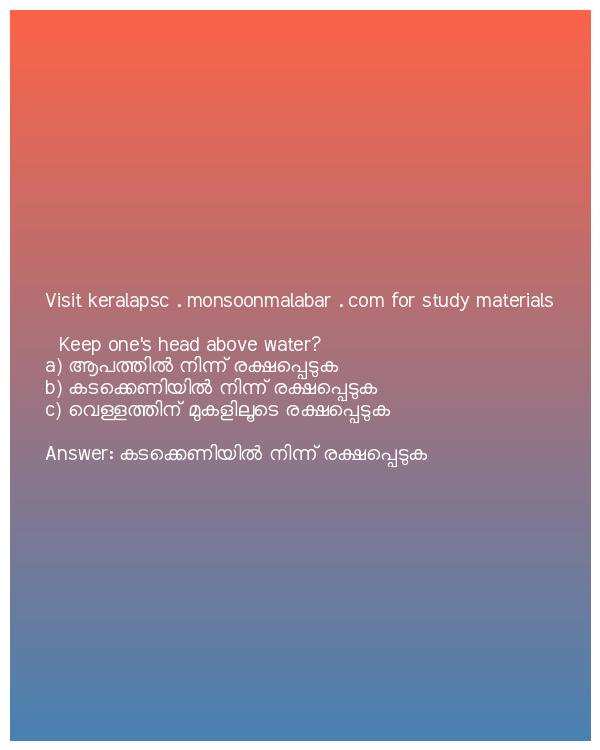 Visit keralapsc . monsoonmalabar . com for study materials
Keep one's head above water?
a) ആപത്തിൽ നിന്ന് രക്ഷപ്പെടുക
b) കടക്കെണിയിൽ നിന്ന് രക്ഷപ്പെടുക
c) വെള്ളത്തിന് മുകളിലൂടെ രക്ഷപ്പെടുക
Answer: കടക്കെണിയിൽ നിന്ന് രക്ഷപ്പെടുക